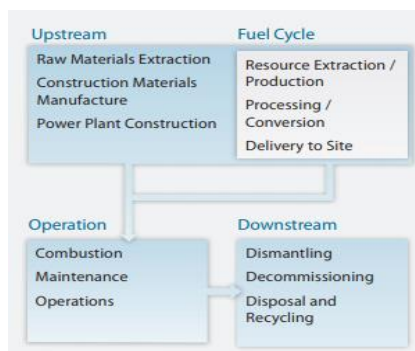 Upstream
Raw Materials Extraction
Construction Materials
Manufacture
Power Plant Construction
Fuel Cycle
Resource Extraction /
Production
Processing /
Conversion
Delivery to Site
Operation
Combustion
Maintenance
Operations
Downstream
Dismantling
Decommissioning
Disposal and
Recycling